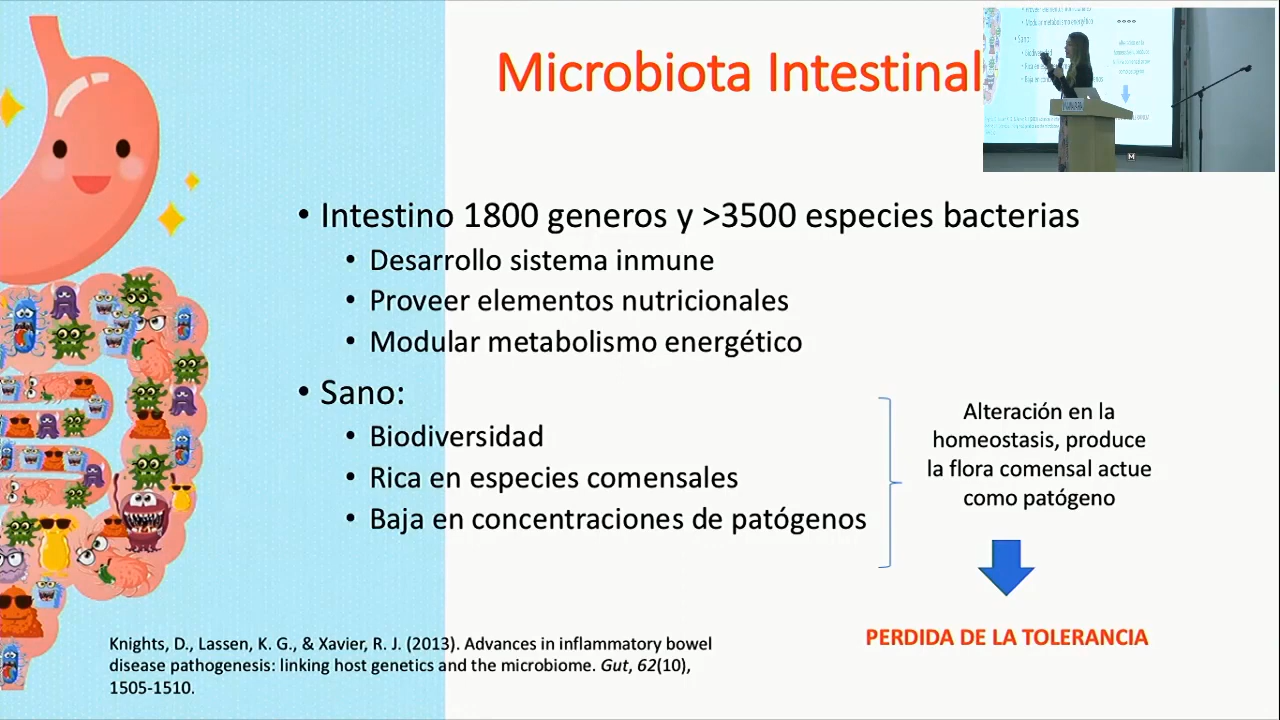 Microbiota Intestinal
• Intestino 1800 generos y >3500 especies bacterias
• Desarrollo sistema inmune
• Proveer elementos nutricionales
• Modular metabolismo energético
• Sano:
• Biodiversidad
• Rica en especies comensales
• Baja en concentraciones de patógenos
Alteración en la
homeostasis, produce
la flora comensal actue
como patógeno
PERDIDA DE LA TOLERANCIA
Knights, D., Lassen, K. G., & Xavier, R. J. (2013). Advances in inflammatory bowel
disease pathogenesis: linking host genetics and the microbiome. Gut, 62(10),
1505-1510.